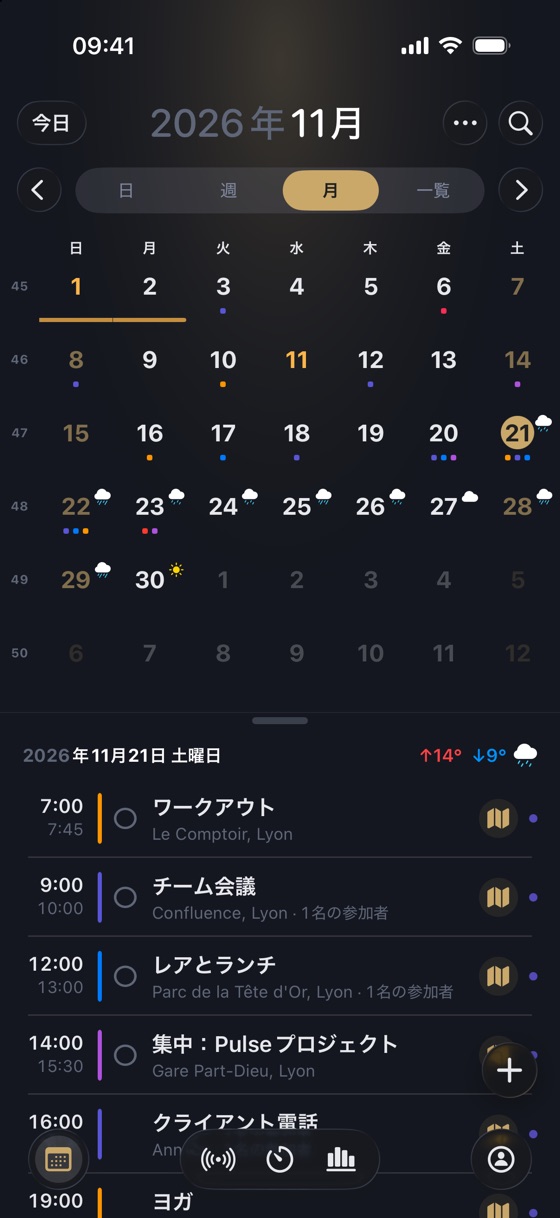 09:41
今日
2026年11月
日 週 月 一覧
日 月 火 水 木 金 土
45 1 2 3 4 5 6 7
46 8 9 10 11 12 13 14
47 15 16 17 18 19 20 21
48 22 23 24 25 26 27 28
49 29 30 1 2 3 4 5
50 6 7 8 9 10 11 12
2026年11月21日 土曜日
↑14° ↓9°
7:00 ワークアウト
7:45 Le Comptoir, Lyon
9:00 チーム会議
10:00 Confluence, Lyon · 1名の参加者
12:00 レアとランチ
13:00 Parc de la Tête d'Or, Lyon · 1名の参加者
14:00 集中：Pulseプロジェクト
15:30 Gare Part-Dieu, Lyon
16:00 クライアント電話
19:00 ヨガ